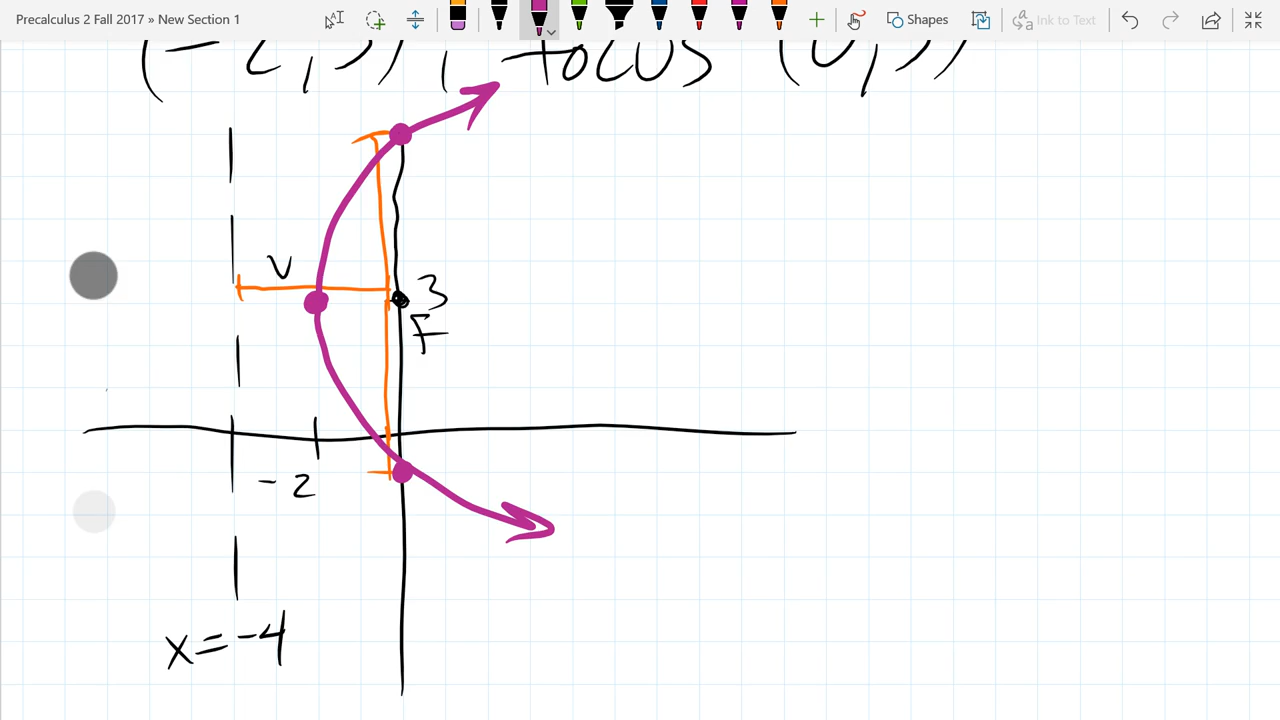 Precalculus 2 Fall 2017 » New Section 1
Shapes
Ink to Text
(-2, 3), focus (0, 3)
V
3
F
-2
x = -4